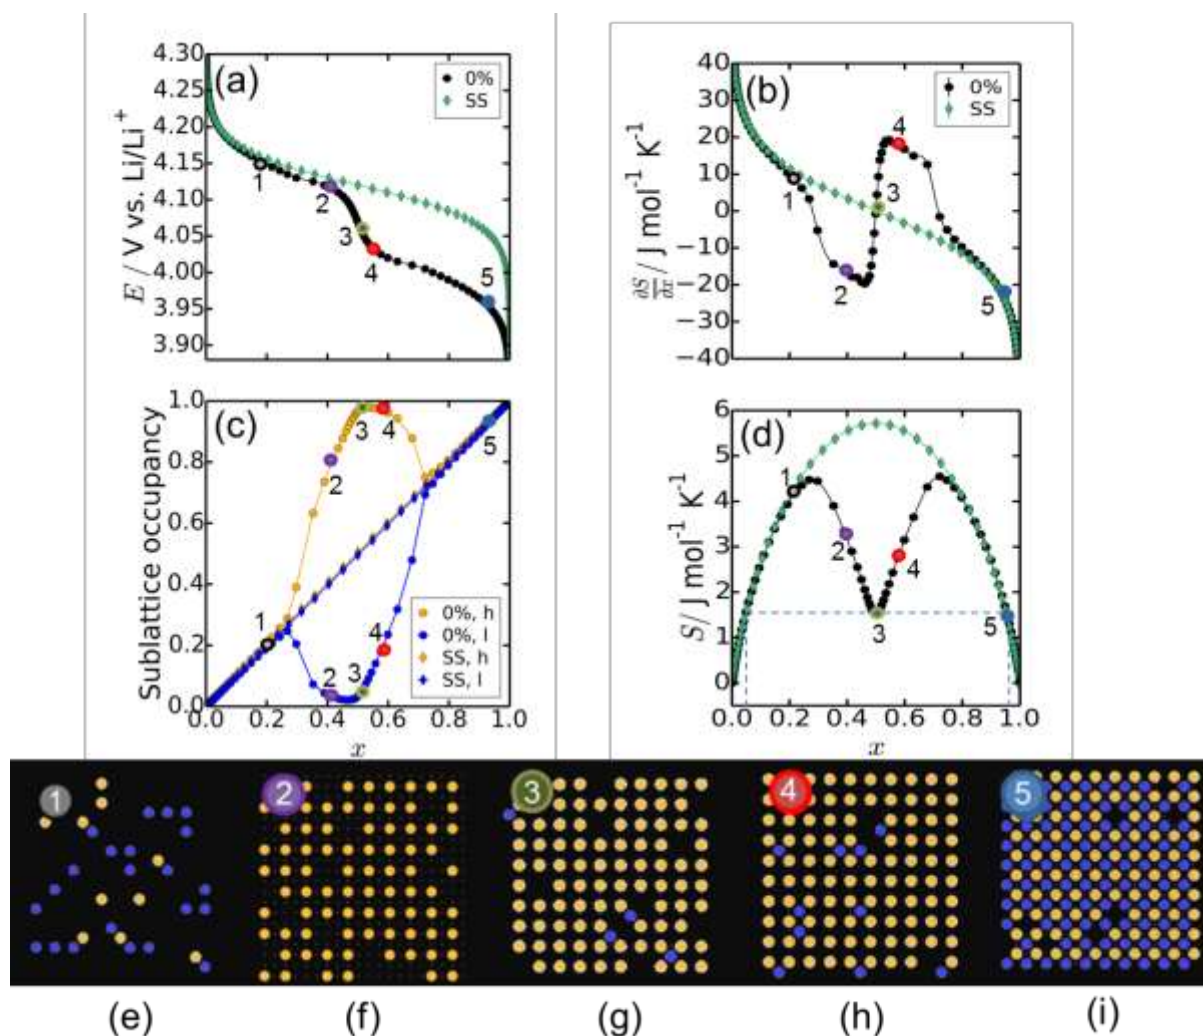 (a)
E / V vs. Li/Li⁺
4.30
4.25
4.20
4.15
4.10
4.05
4.00
3.95
3.90
0%
SS
1
2
3
4
5
(b)
∂S/∂x / J mol⁻¹ K⁻¹
40
30
20
10
0
−10
−20
−30
−40
0%
SS
1
2
3
4
5
(c)
Sublattice occupancy
1.0
0.8
0.6
0.4
0.2
0.0
0%, h
0%, l
SS, h
SS, l
1
2
3
4
2
3
4
5
0.0 0.2 0.4 0.6 0.8 1.0
x
(d)
S / J mol⁻¹ K⁻¹
6
5
4
3
2
1
0
1
2
3
4
5
0.0 0.2 0.4 0.6 0.8 1.0
x
1 2 3 4 5
(e) (f) (g) (h) (i)